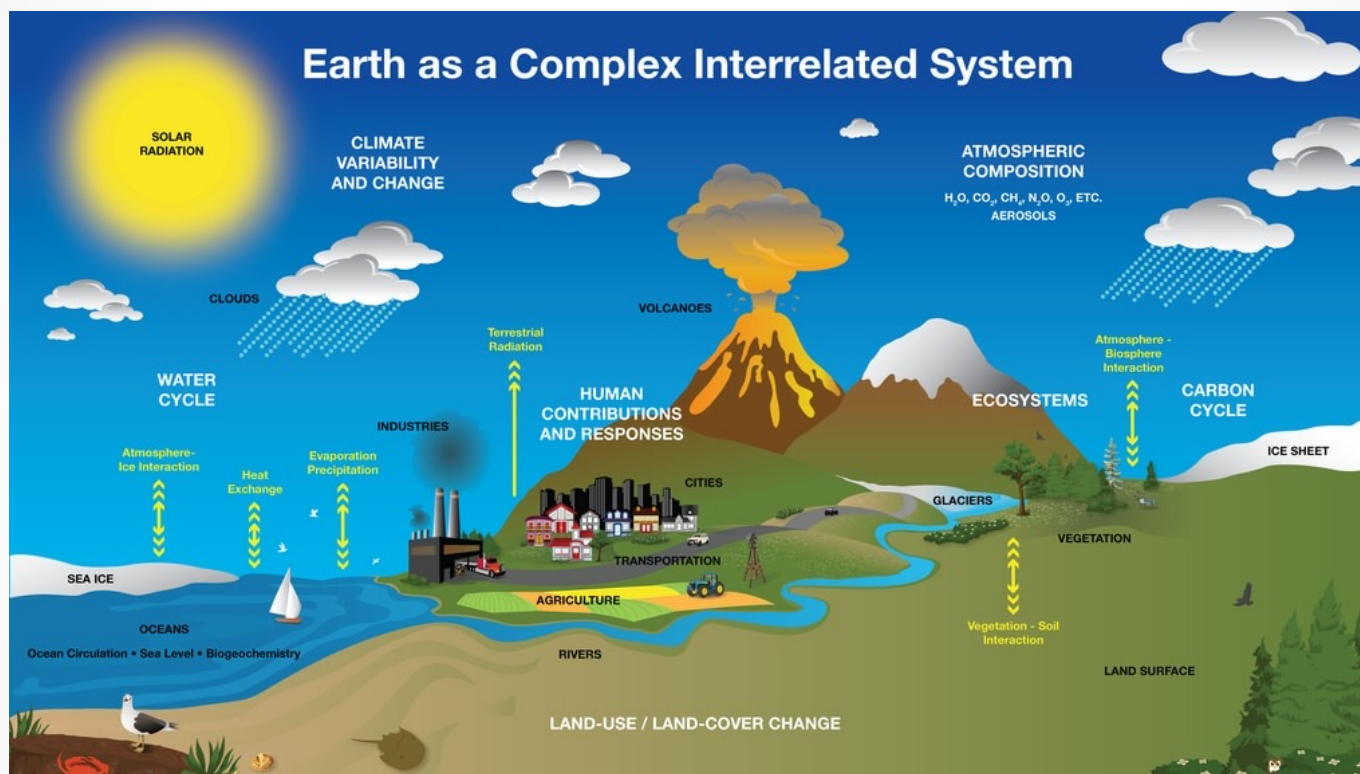 Earth as a Complex Interrelated System
SOLAR
RADIATION
CLIMATE
VARIABILITY
AND CHANGE
ATMOSPHERIC
COMPOSITION
H₂O, CO₂, CH₄, N₂O, O₃, ETC.
AEROSOLS
CLOUDS
VOLCANOES
Terrestrial
Radiation
Atmosphere -
Biosphere
Interaction
WATER
CYCLE
HUMAN
CONTRIBUTIONS
AND RESPONSES
ECOSYSTEMS
CARBON
CYCLE
INDUSTRIES
Atmosphere-
Ice Interaction
Heat
Exchange
Evaporation
Precipitation
ICE SHEET
CITIES
GLACIERS
VEGETATION
SEA ICE
TRANSPORTATION
AGRICULTURE
OCEANS
Ocean Circulation • Sea Level • Biogeochemistry
RIVERS
Vegetation - Soil
Interaction
LAND SURFACE
LAND-USE / LAND-COVER CHANGE